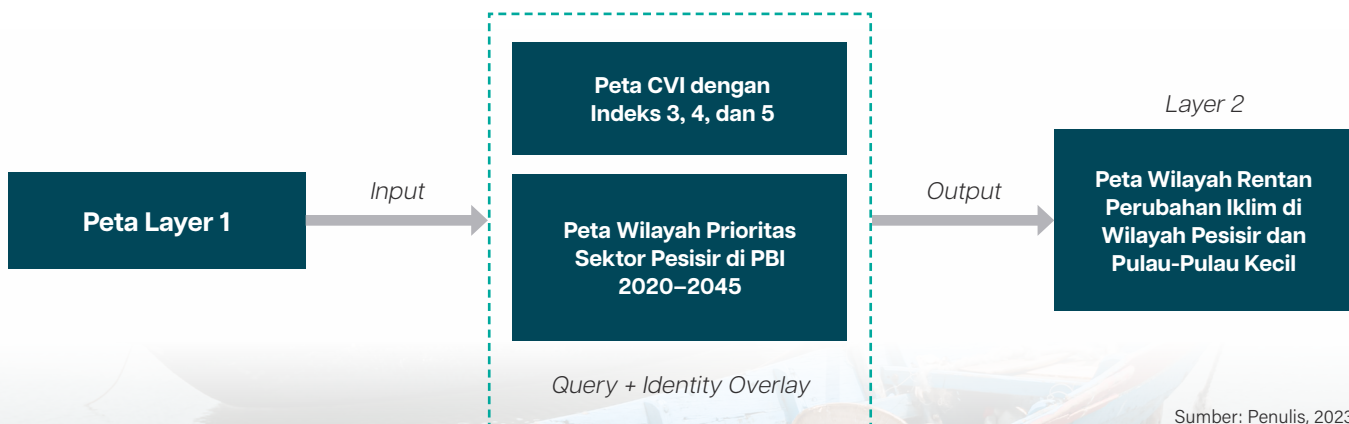 Peta Layer 1
Input
Peta CVI dengan
Indeks 3, 4, dan 5
Peta Wilayah Prioritas
Sektor Pesisir di PBI
2020–2045
Query + Identity Overlay
Output
Layer 2
Peta Wilayah Rentan
Perubahan Iklim di
Wilayah Pesisir dan
Pulau-Pulau Kecil
Sumber: Penulis, 2023